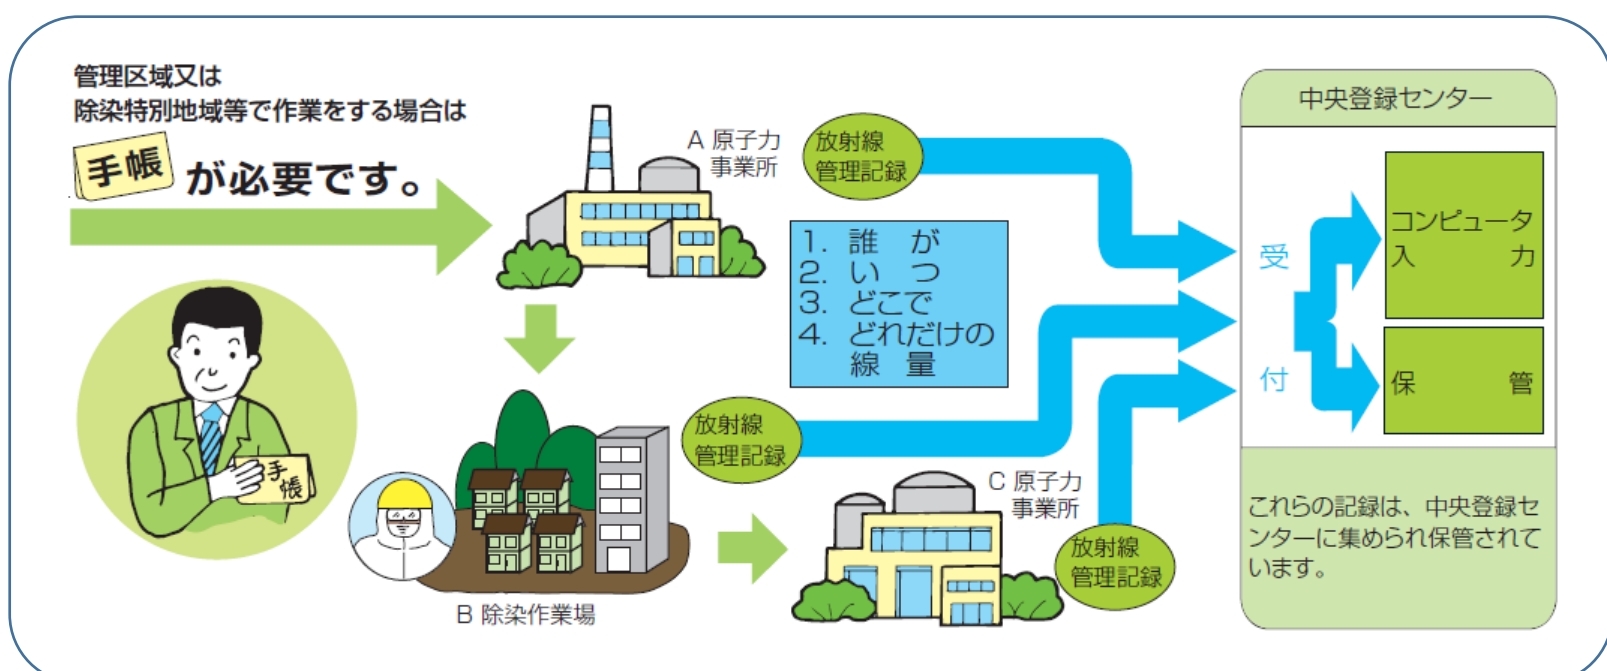 管理区域又は
除染特別地域等で作業をする場合は
手帳 が必要です。
A 原子力
事業所
放射線
管理記録
1. 誰 が
2. い つ
3. どこで
4. どれだけの
線 量
手帳
放射線
管理記録
B 除染作業場
C 原子力
事業所
放射線
管理記録
中央登録センター
受付
コンピュータ
入 力
保 管
これらの記録は、中央登録セ
ンターに集められ保管されて
います。